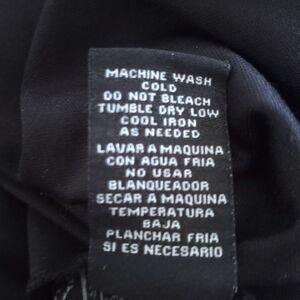 MACHINE WASH
COLD
DO NOT BLEACH
TUMBLE DRY LOW
COOL IRON
AS NEEDED
LAVAR A MAQUINA
CON AGUA FRIA
NO USAR
BLANQUEADOR
SECAR A MAQUINA
TEMPERATURA
BAJA
PLANCHAR FRIA
SI ES NECESARIO